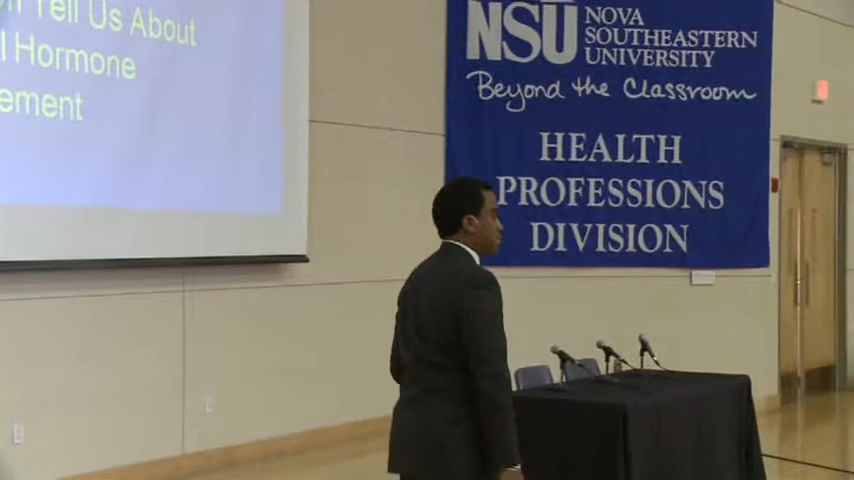 Tell Us About
l Hormone
ement
NSU
NOVA
SOUTHEASTERN
UNIVERSITY
Beyond the Classroom
HEALTH
PROFESSIONS
DIVISION